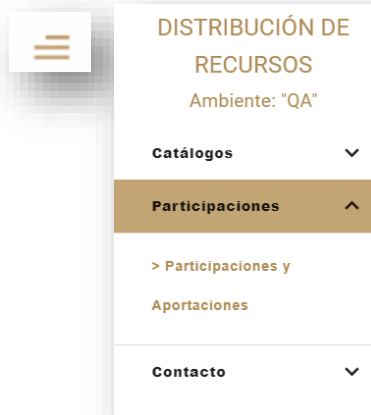 DISTRIBUCIÓN DE
RECURSOS
Ambiente: "QA"
Catálogos
Participaciones
> Participaciones y
Aportaciones
Contacto